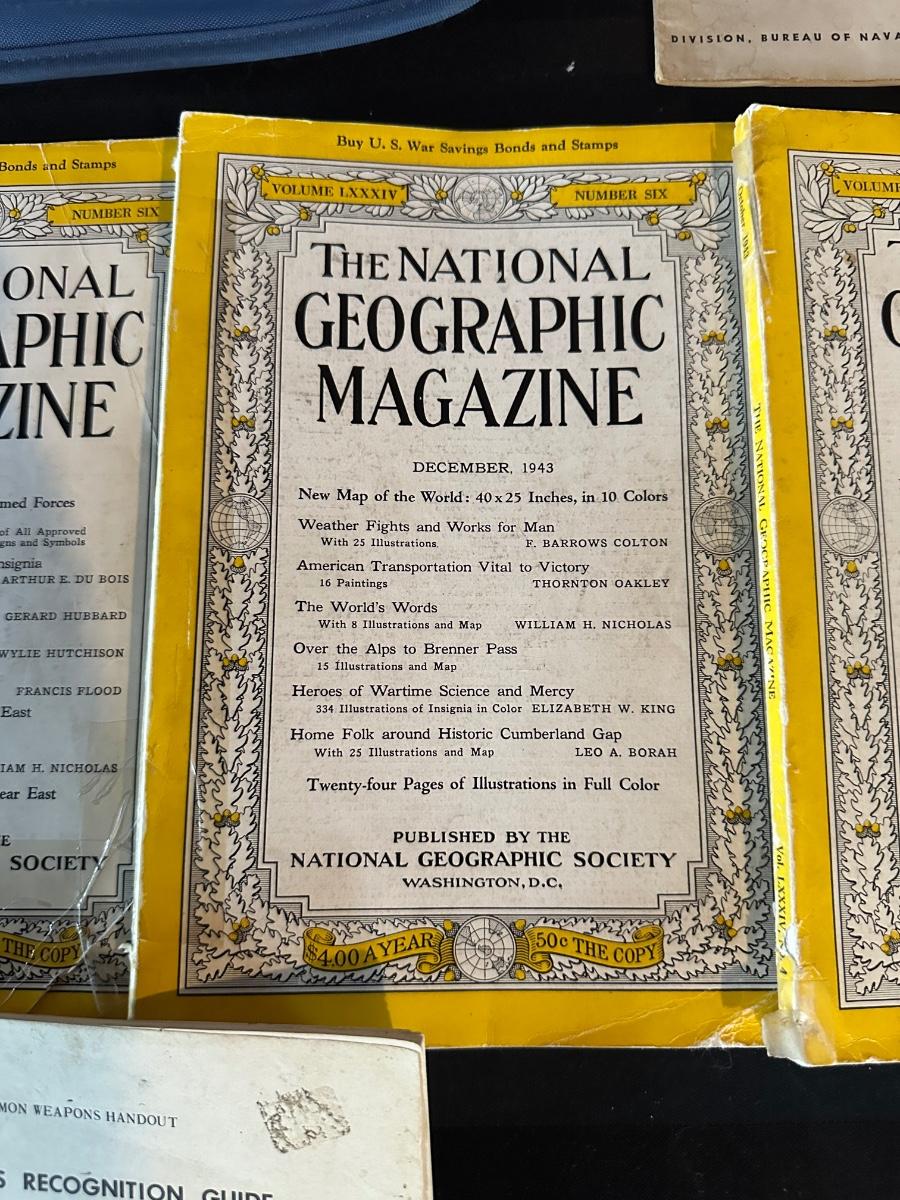 DIVISION, BUREAU OF NAVA
Bonds and Stamps
NUMBER SIX
ONAL
APHIC
ZINE
med Forces
of All Approved
gns and Symbols
nsignia
ARTHUR E. DU BOIS
GERARD HUBBARD
WYLIE HUTCHISON
FRANCIS FLOOD
East
IAM H. NICHOLAS
ear East
E
SOCIETY
THE COPY
Buy U. S. War Savings Bonds and Stamps
VOLUME LXXXIV
NUMBER SIX
THE NATIONAL
GEOGRAPHIC
MAGAZINE
DECEMBER, 1943
New Map of the World: 40 x 25 Inches, in 10 Colors
Weather Fights and Works for Man
With 25 Illustrations F. BARROWS COLTON
American Transportation Vital to Victory
16 Paintings THORNTON OAKLEY
The World's Words
With 8 Illustrations and Map WILLIAM H. NICHOLAS
Over the Alps to Brenner Pass
15 Illustrations and Map
Heroes of Wartime Science and Mercy
334 Illustrations of Insignia in Color ELIZABETH W. KING
Home Folk around Historic Cumberland Gap
With 25 Illustrations and Map LEO A. BORAH
Twenty-four Pages of Illustrations in Full Color
PUBLISHED BY THE
NATIONAL GEOGRAPHIC SOCIETY
WASHINGTON, D.C.
$4.00 A YEAR
50c THE COPY
THE NATIONAL GEOGRAPHIC MAGAZINE
VOLUME
MON WEAPONS HANDOUT
S RECOGNITION GUIDE